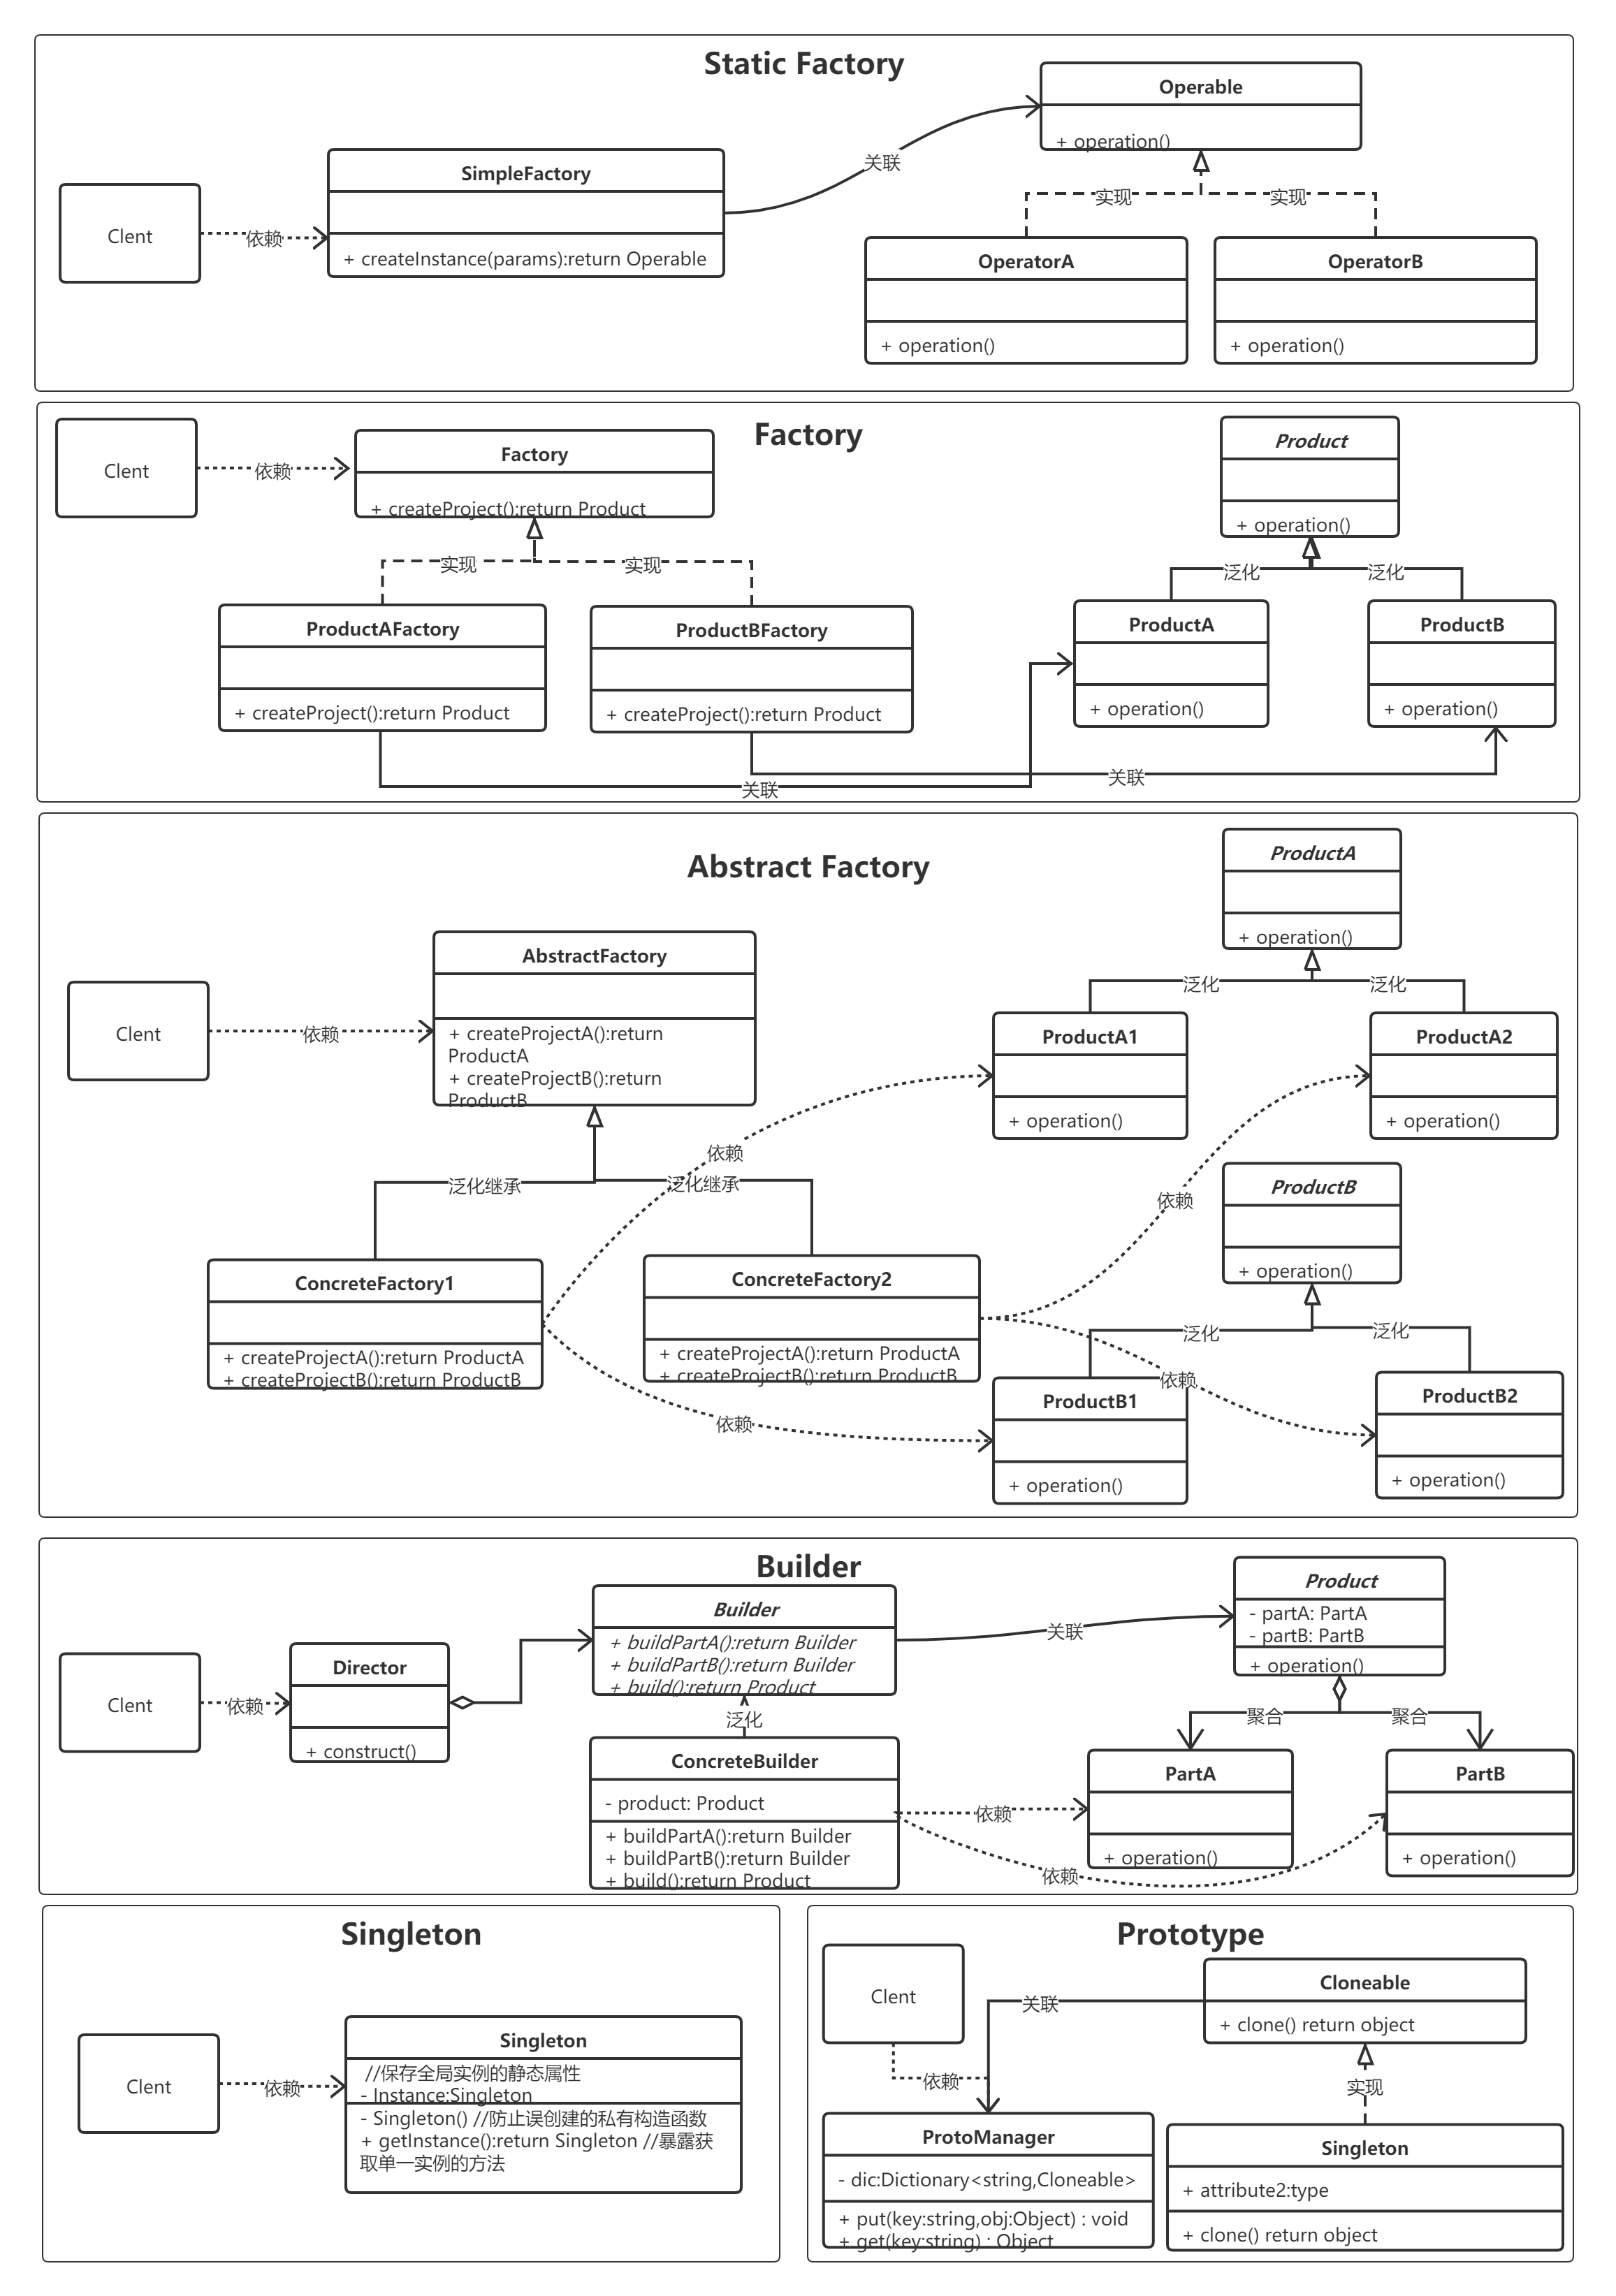 Static Factory
Operable
+ operation()
SimpleFactory
+ createInstance(params):return Operable
Clent
依赖
关联
实现
实现
OperatorA
+ operation()
OperatorB
+ operation()
Factory
Clent
依赖
Factory
+ createProject():return Product
Product
+ operation()
实现
实现
泛化
泛化
ProductAFactory
+ createProject():return Product
ProductBFactory
+ createProject():return Product
ProductA
+ operation()
ProductB
+ operation()
关联
关联
Abstract Factory
ProductA
+ operation()
AbstractFactory
+ createProjectA():return
ProductA
+ createProjectB():return
ProductB
Clent
依赖
泛化
泛化
ProductA1
+ operation()
ProductA2
+ operation()
依赖
泛化继承
泛化继承
依赖
ProductB
+ operation()
ConcreteFactory1
+ createProjectA():return ProductA
+ createProjectB():return ProductB
ConcreteFactory2
+ createProjectA():return ProductA
+ createProjectB():return ProductB
泛化
泛化
依赖
依赖
ProductB1
+ operation()
ProductB2
+ operation()
Builder
Builder
+ buildPartA():return Builder
+ buildPartB():return Builder
+ build():return Product
Product
- partA: PartA
- partB: PartB
+ operation()
关联
Clent
依赖
Director
+ construct()
泛化
聚合
聚合
ConcreteBuilder
- product: Product
+ buildPartA():return Builder
+ buildPartB():return Builder
+ build():return Product
依赖
依赖
PartA
+ operation()
PartB
+ operation()
Singleton
Clent
依赖
Singleton
//保存全局实例的静态属性
- Instance:Singleton
- Singleton() //防止误创建的私有构造函数
+ getInstance():return Singleton //暴露获
取单一实例的方法
Prototype
Clent
关联
Cloneable
+ clone() return object
依赖
实现
ProtoManager
- dic:Dictionary<string,Cloneable>
+ put(key:string,obj:Object) : void
+ get(key:string) : Object
Singleton
+ attribute2:type
+ clone() return object